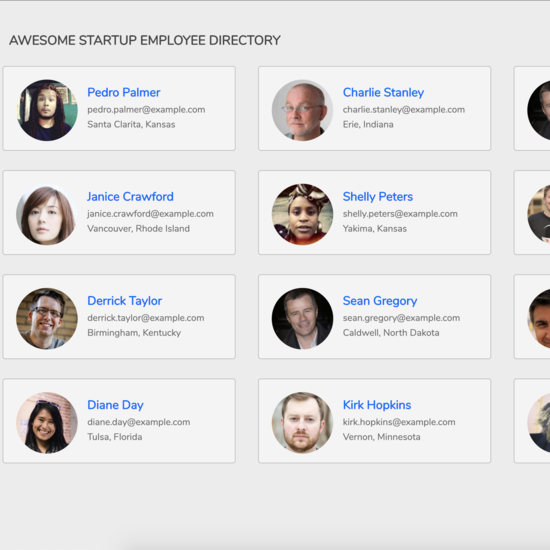 AWESOME STARTUP EMPLOYEE DIRECTORY
Pedro Palmer
pedro.palmer@example.com
Santa Clarita, Kansas
Charlie Stanley
charlie.stanley@example.com
Erie, Indiana
Janice Crawford
janice.crawford@example.com
Vancouver, Rhode Island
Shelly Peters
shelly.peters@example.com
Yakima, Kansas
Derrick Taylor
derrick.taylor@example.com
Birmingham, Kentucky
Sean Gregory
sean.gregory@example.com
Caldwell, North Dakota
Diane Day
diane.day@example.com
Tulsa, Florida
Kirk Hopkins
kirk.hopkins@example.com
Vernon, Minnesota